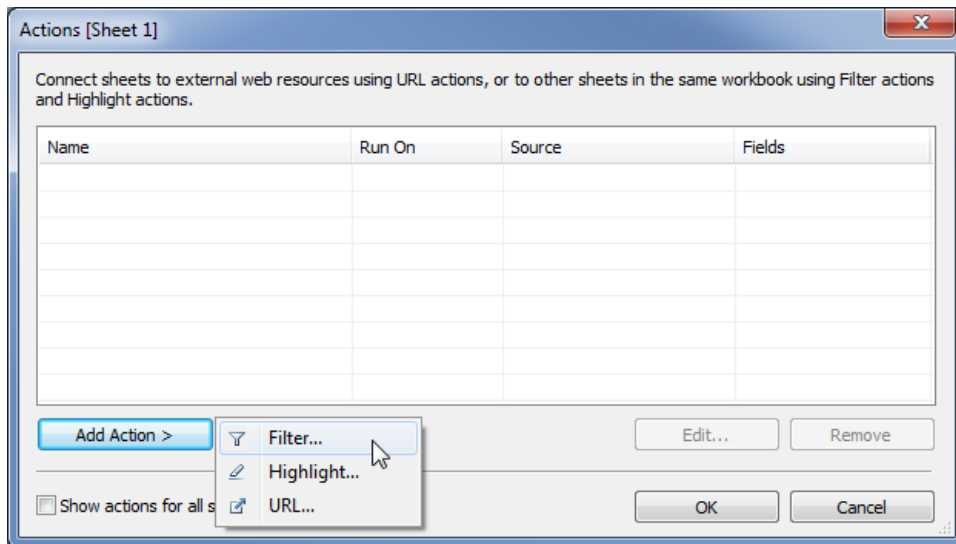 Actions [Sheet 1]
Connect sheets to external web resources using URL actions, or to other sheets in the same workbook using Filter actions
and Highlight actions.
Name Run On Source Fields
Add Action > Filter... Edit... Remove
Highlight...
Show actions for all s URL... OK Cancel